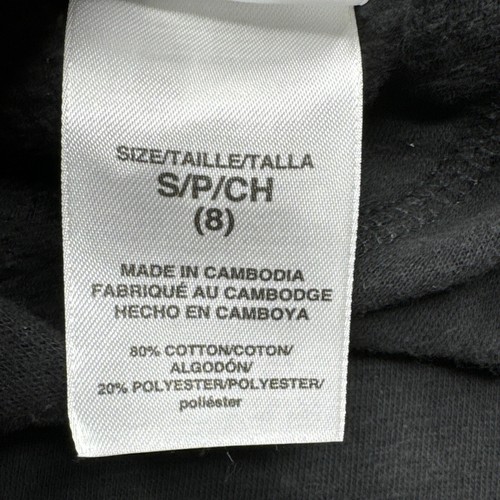 SIZE/TAILLE/TALLA
S/P/CH
(8)
MADE IN CAMBODIA
FABRIQUÉ AU CAMBODGE
HECHO EN CAMBOYA
80% COTTON/COTON/
ALGODÓN/
20% POLYESTER/POLYESTER/
poliéster